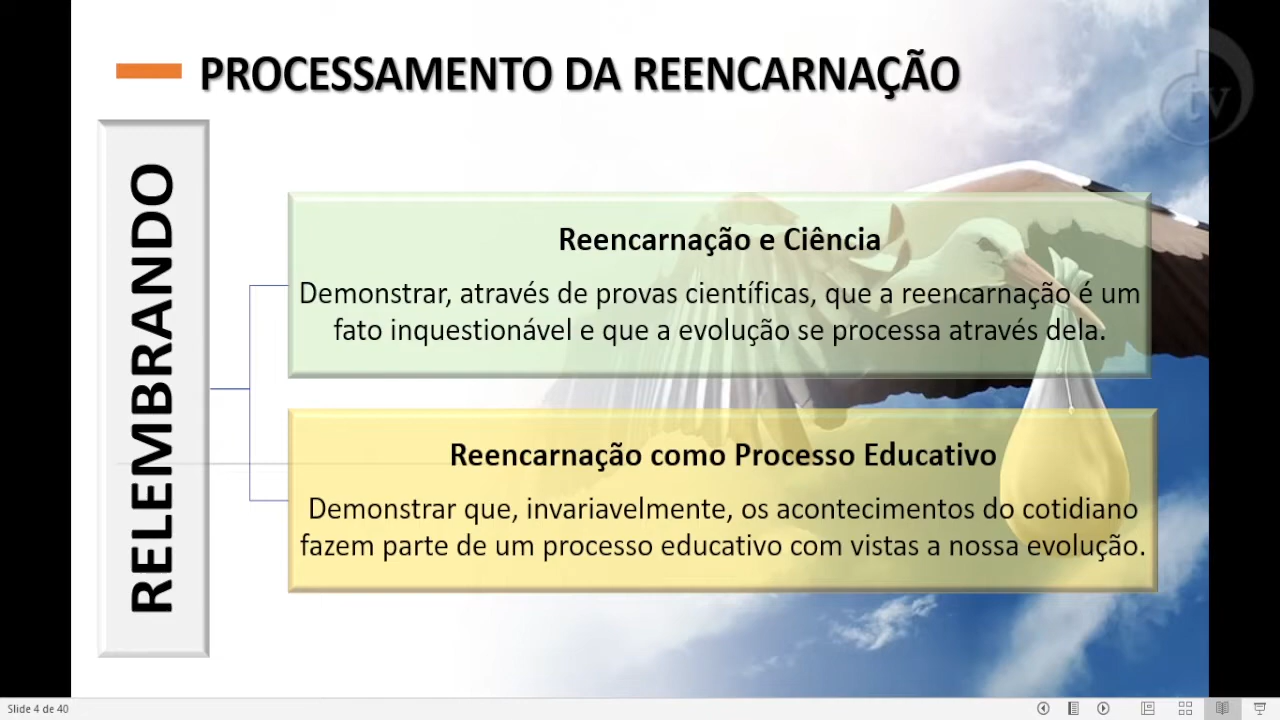 PROCESSAMENTO DA REENCARNAÇÃO
RELEMBRANDO
Reencarnação e Ciência
Demonstrar, através de provas científicas, que a reencarnação é um
fato inquestionável e que a evolução se processa através dela.
Reencarnação como Processo Educativo
Demonstrar que, invariavelmente, os acontecimentos do cotidiano
fazem parte de um processo educativo com vistas a nossa evolução.
tv
Slide 4 de 40